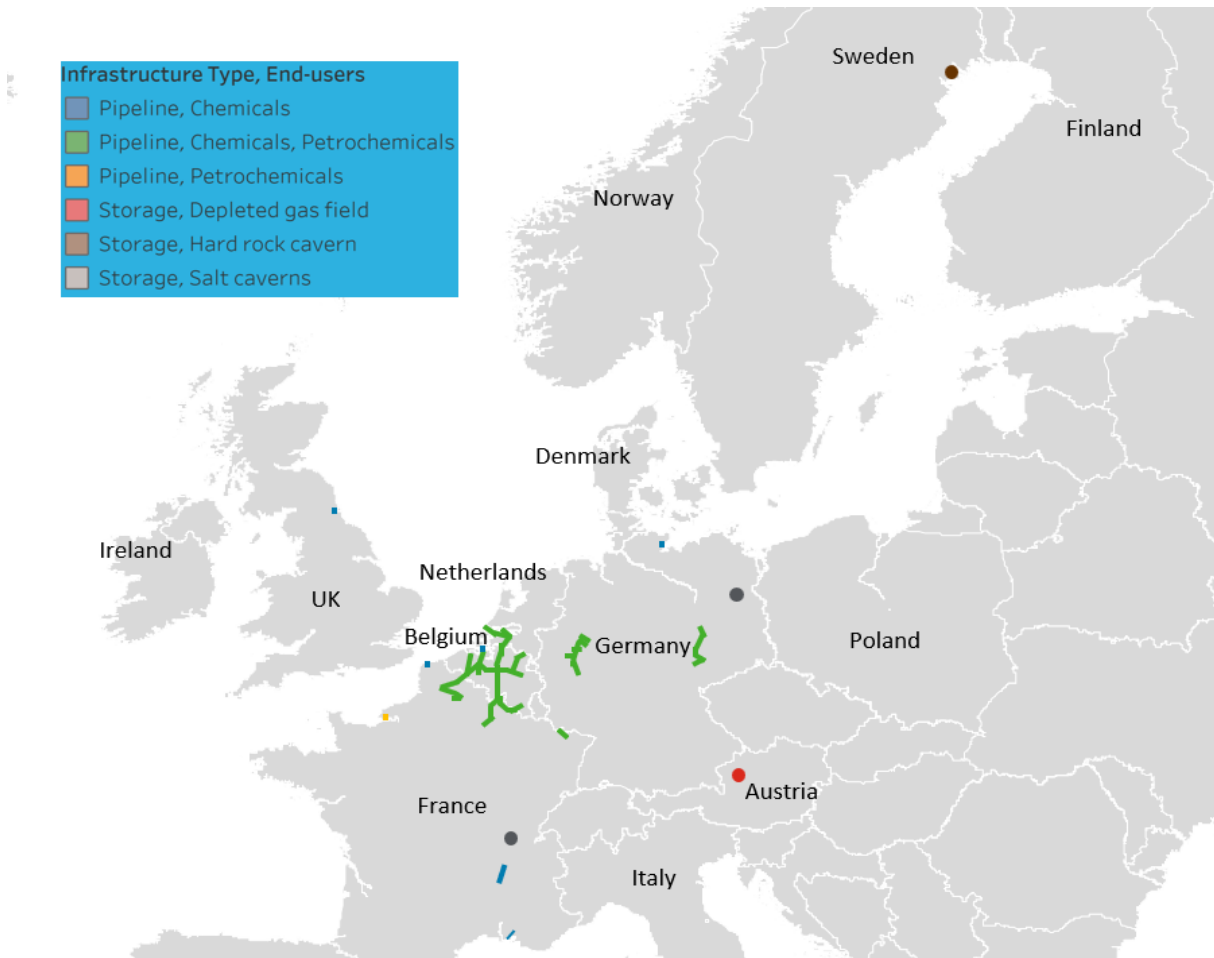 Infrastructure Type, End-users
Pipeline, Chemicals
Pipeline, Chemicals, Petrochemicals
Pipeline, Petrochemicals
Storage, Depleted gas field
Storage, Hard rock cavern
Storage, Salt caverns
Sweden
Finland
Norway
Denmark
Ireland
Netherlands
UK
Belgium
Germany
Poland
Austria
France
Italy